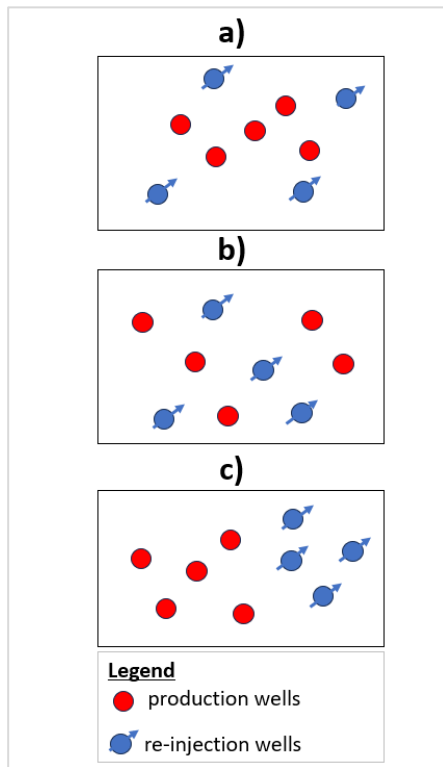 a)
b)
c)
Legend
production wells
re-injection wells